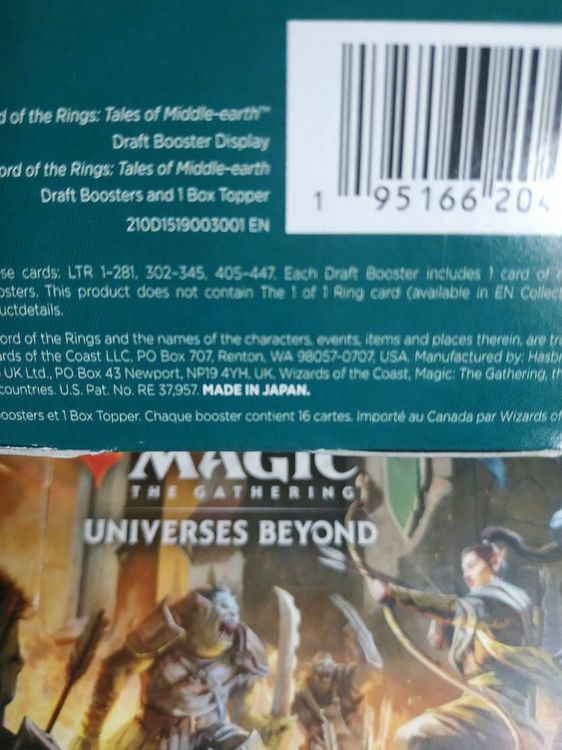 d of the Rings: Tales of Middle-earth™
Draft Booster Display
ord of the Rings: Tales of Middle-earth
Draft Boosters and 1 Box Topper
210D1519003001 EN
1 95166 204
se cards: LTR 1-281, 302-345, 405-447. Each Draft Booster includes 1 card of
osters. This product does not contain The 1 of 1 Ring card (available in EN Collect
uctdetails.
ord of the Rings and the names of the characters, events, items and places therein, are tra
ards of the Coast LLC, PO Box 707, Renton, WA 98057-0707, USA. Manufactured by: Hasbr
UK Ltd., PO Box 43 Newport, NP19 4YH, UK. Wizards of the Coast, Magic: The Gathering, th
countries. U.S. Pat. No. RE 37,957. MADE IN JAPAN.
oosters et 1 Box Topper. Chaque booster contient 16 cartes. Importé au Canada par Wizards of
MAGIC
THE GATHERING
UNIVERSES BEYOND